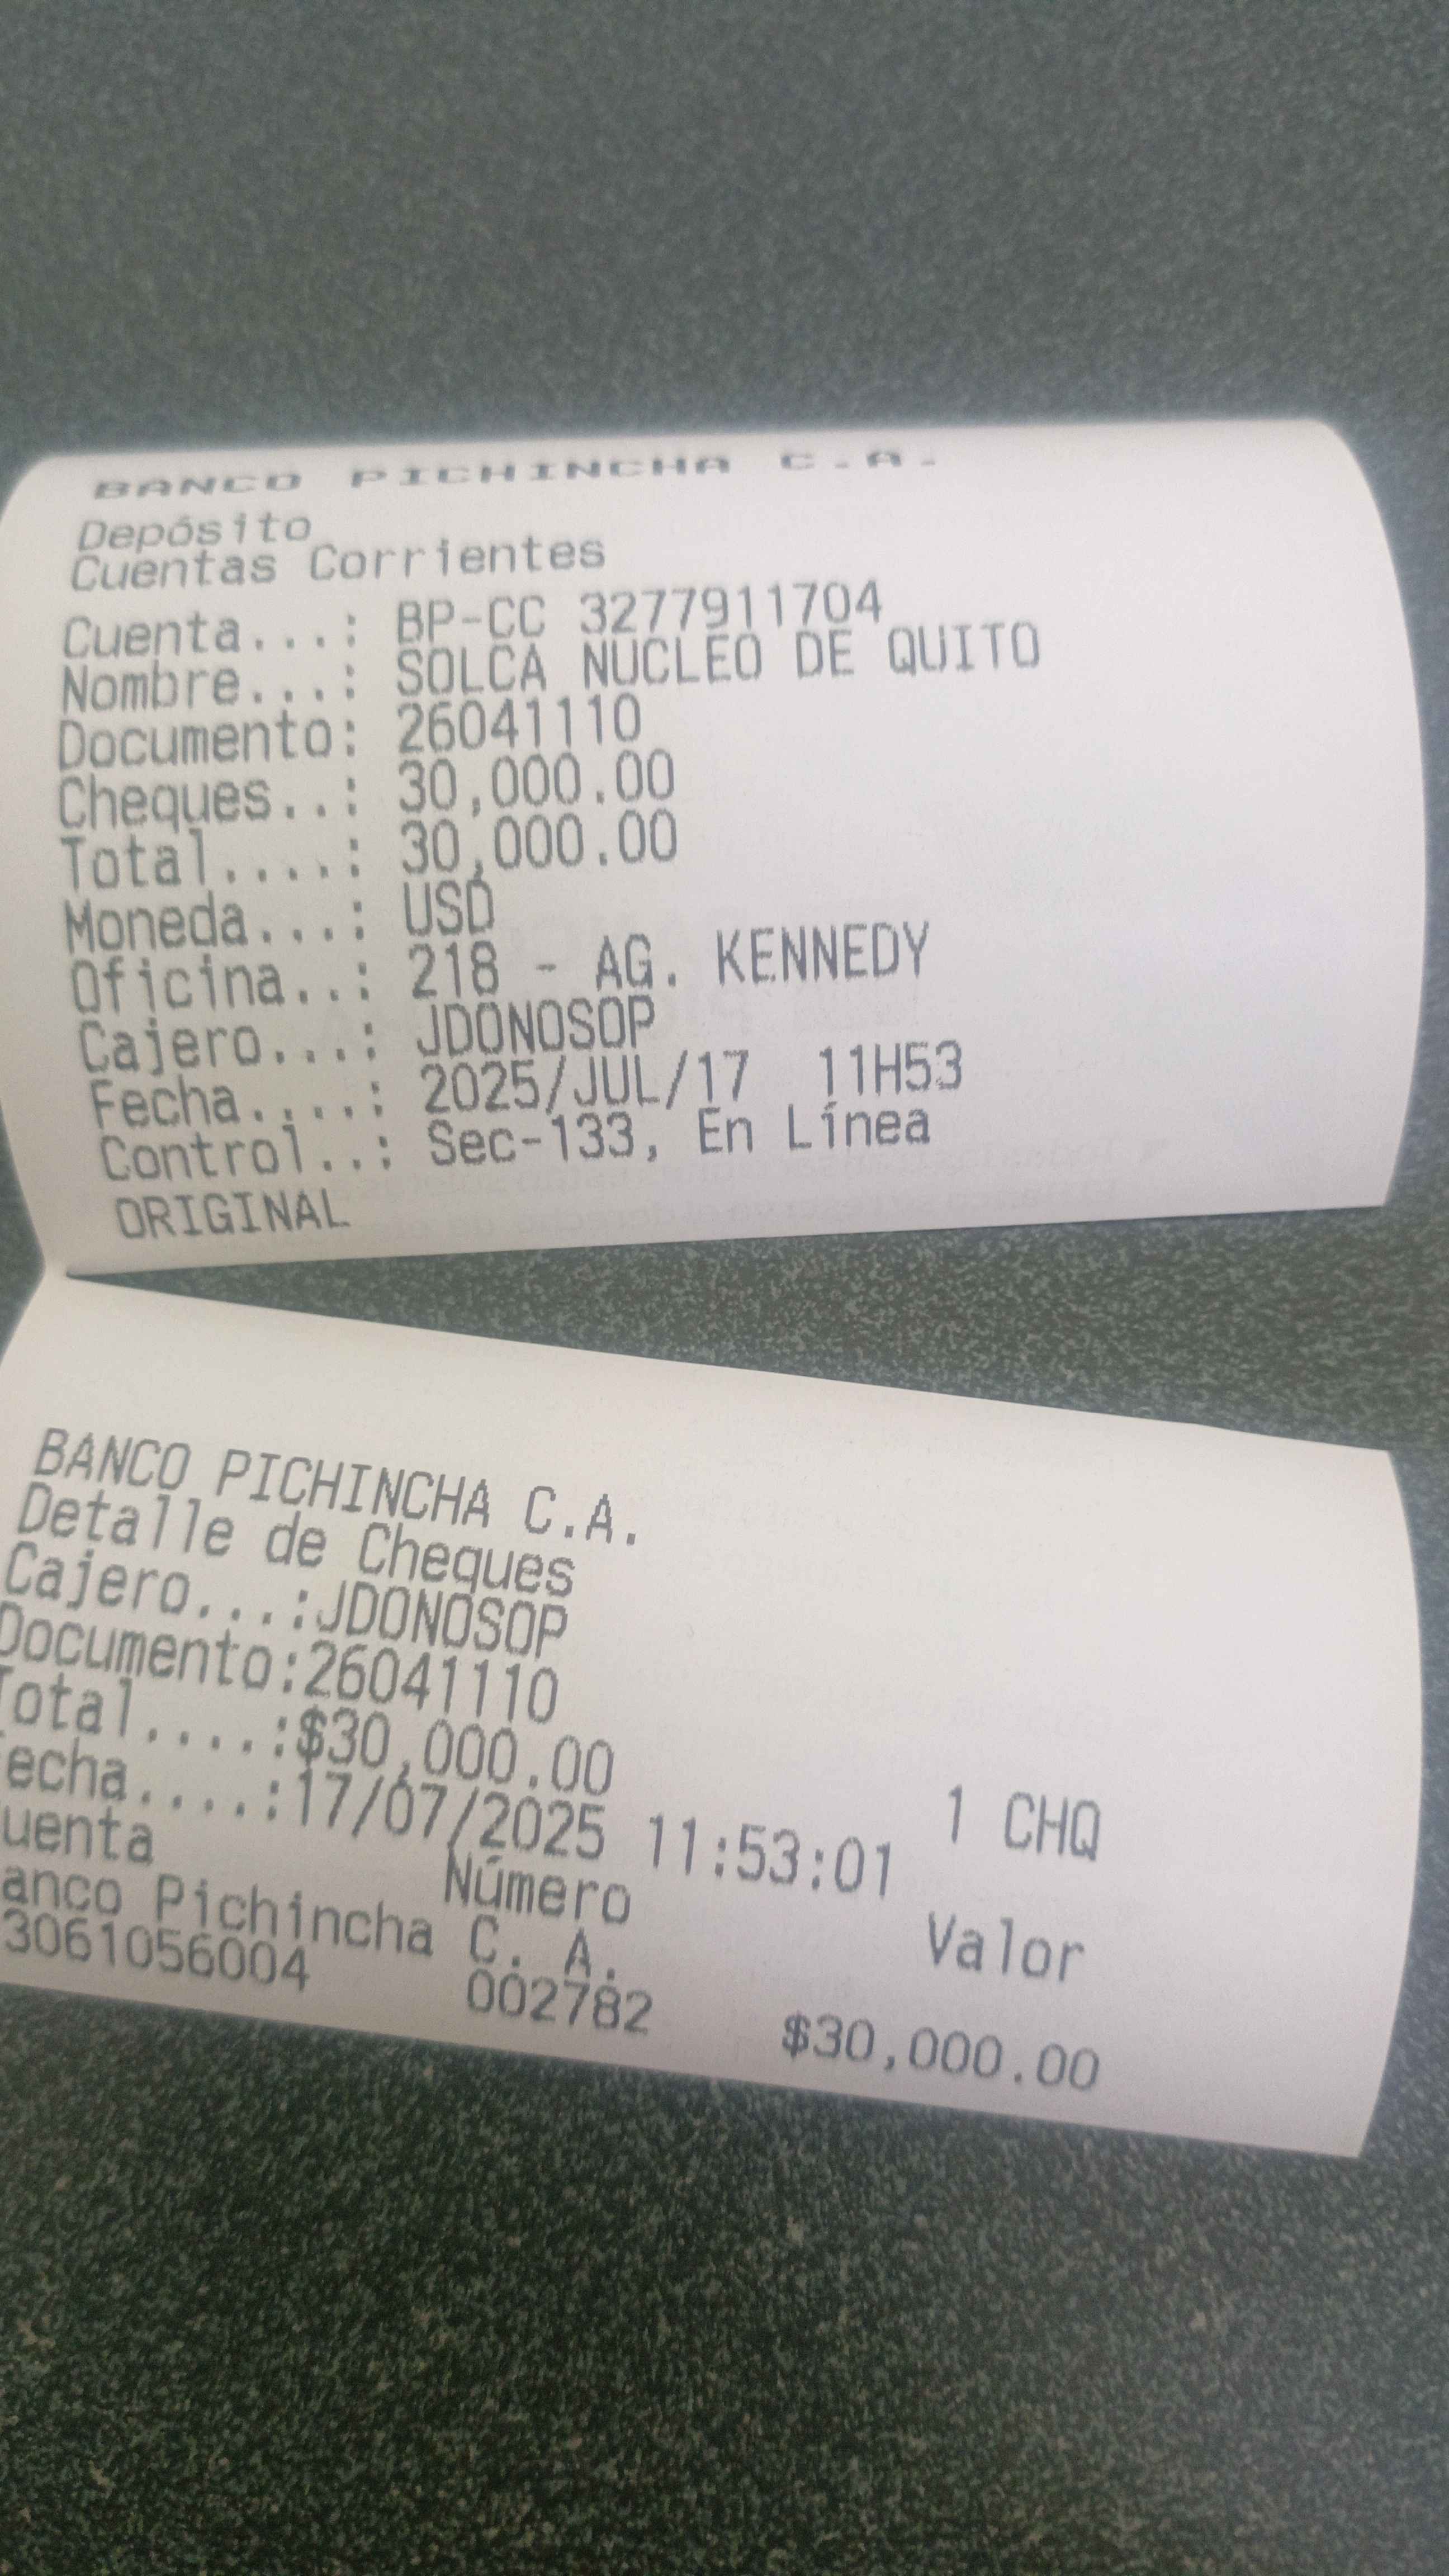 BANCO PICHINCHA C.A.
Depósito
Cuentas Corrientes
Cuenta...: BP-CC 3277911704
Nombre...: SOLCA NUCLEO DE QUITO
Documento: 26041110
Cheques..: 30,000.00
Total....: 30,000.00
Moneda...: USD
Oficina..: 218 - AG. KENNEDY
Cajero...: JDONOSOP
Fecha....: 2025/JUL/17 11H53
Control..: Sec-133, En Línea
ORIGINAL
BANCO PICHINCHA C.A.
Detalle de Cheques
Cajero...:JDONOSOP
Documento:26041110
Total....:$30,000.00 1 CHQ
echa....:17/07/2025 11:53:01
uenta Número Valor
anco Pichincha C. A.
3061056004 002782 $30,000.00